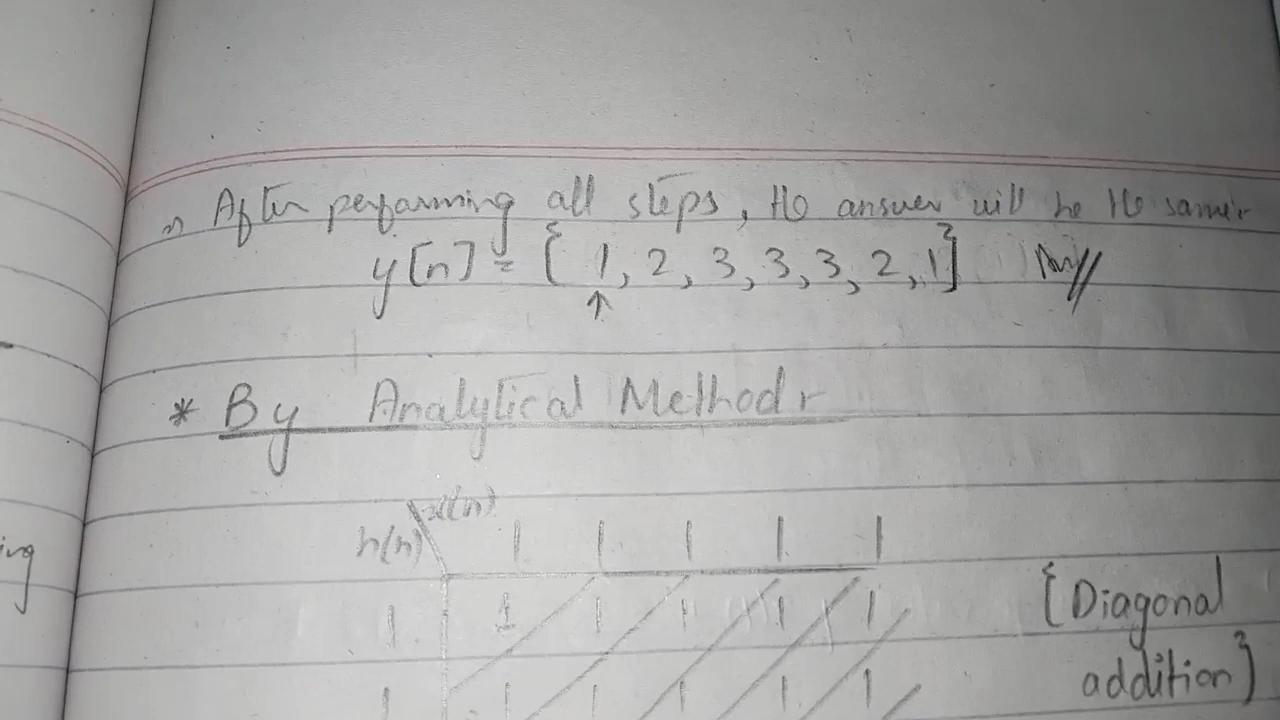 → After performing all steps, the answer will be the same:-
y[n] = { 1, 2, 3, 3, 3, 2, 1 } Ans//
↑
* By Analytical Method:-
x(n)
h(n) 1 1 1 1 1
1 1 1 1 1 1 {Diagonal
1 1 1 1 1 1 addition}
ing